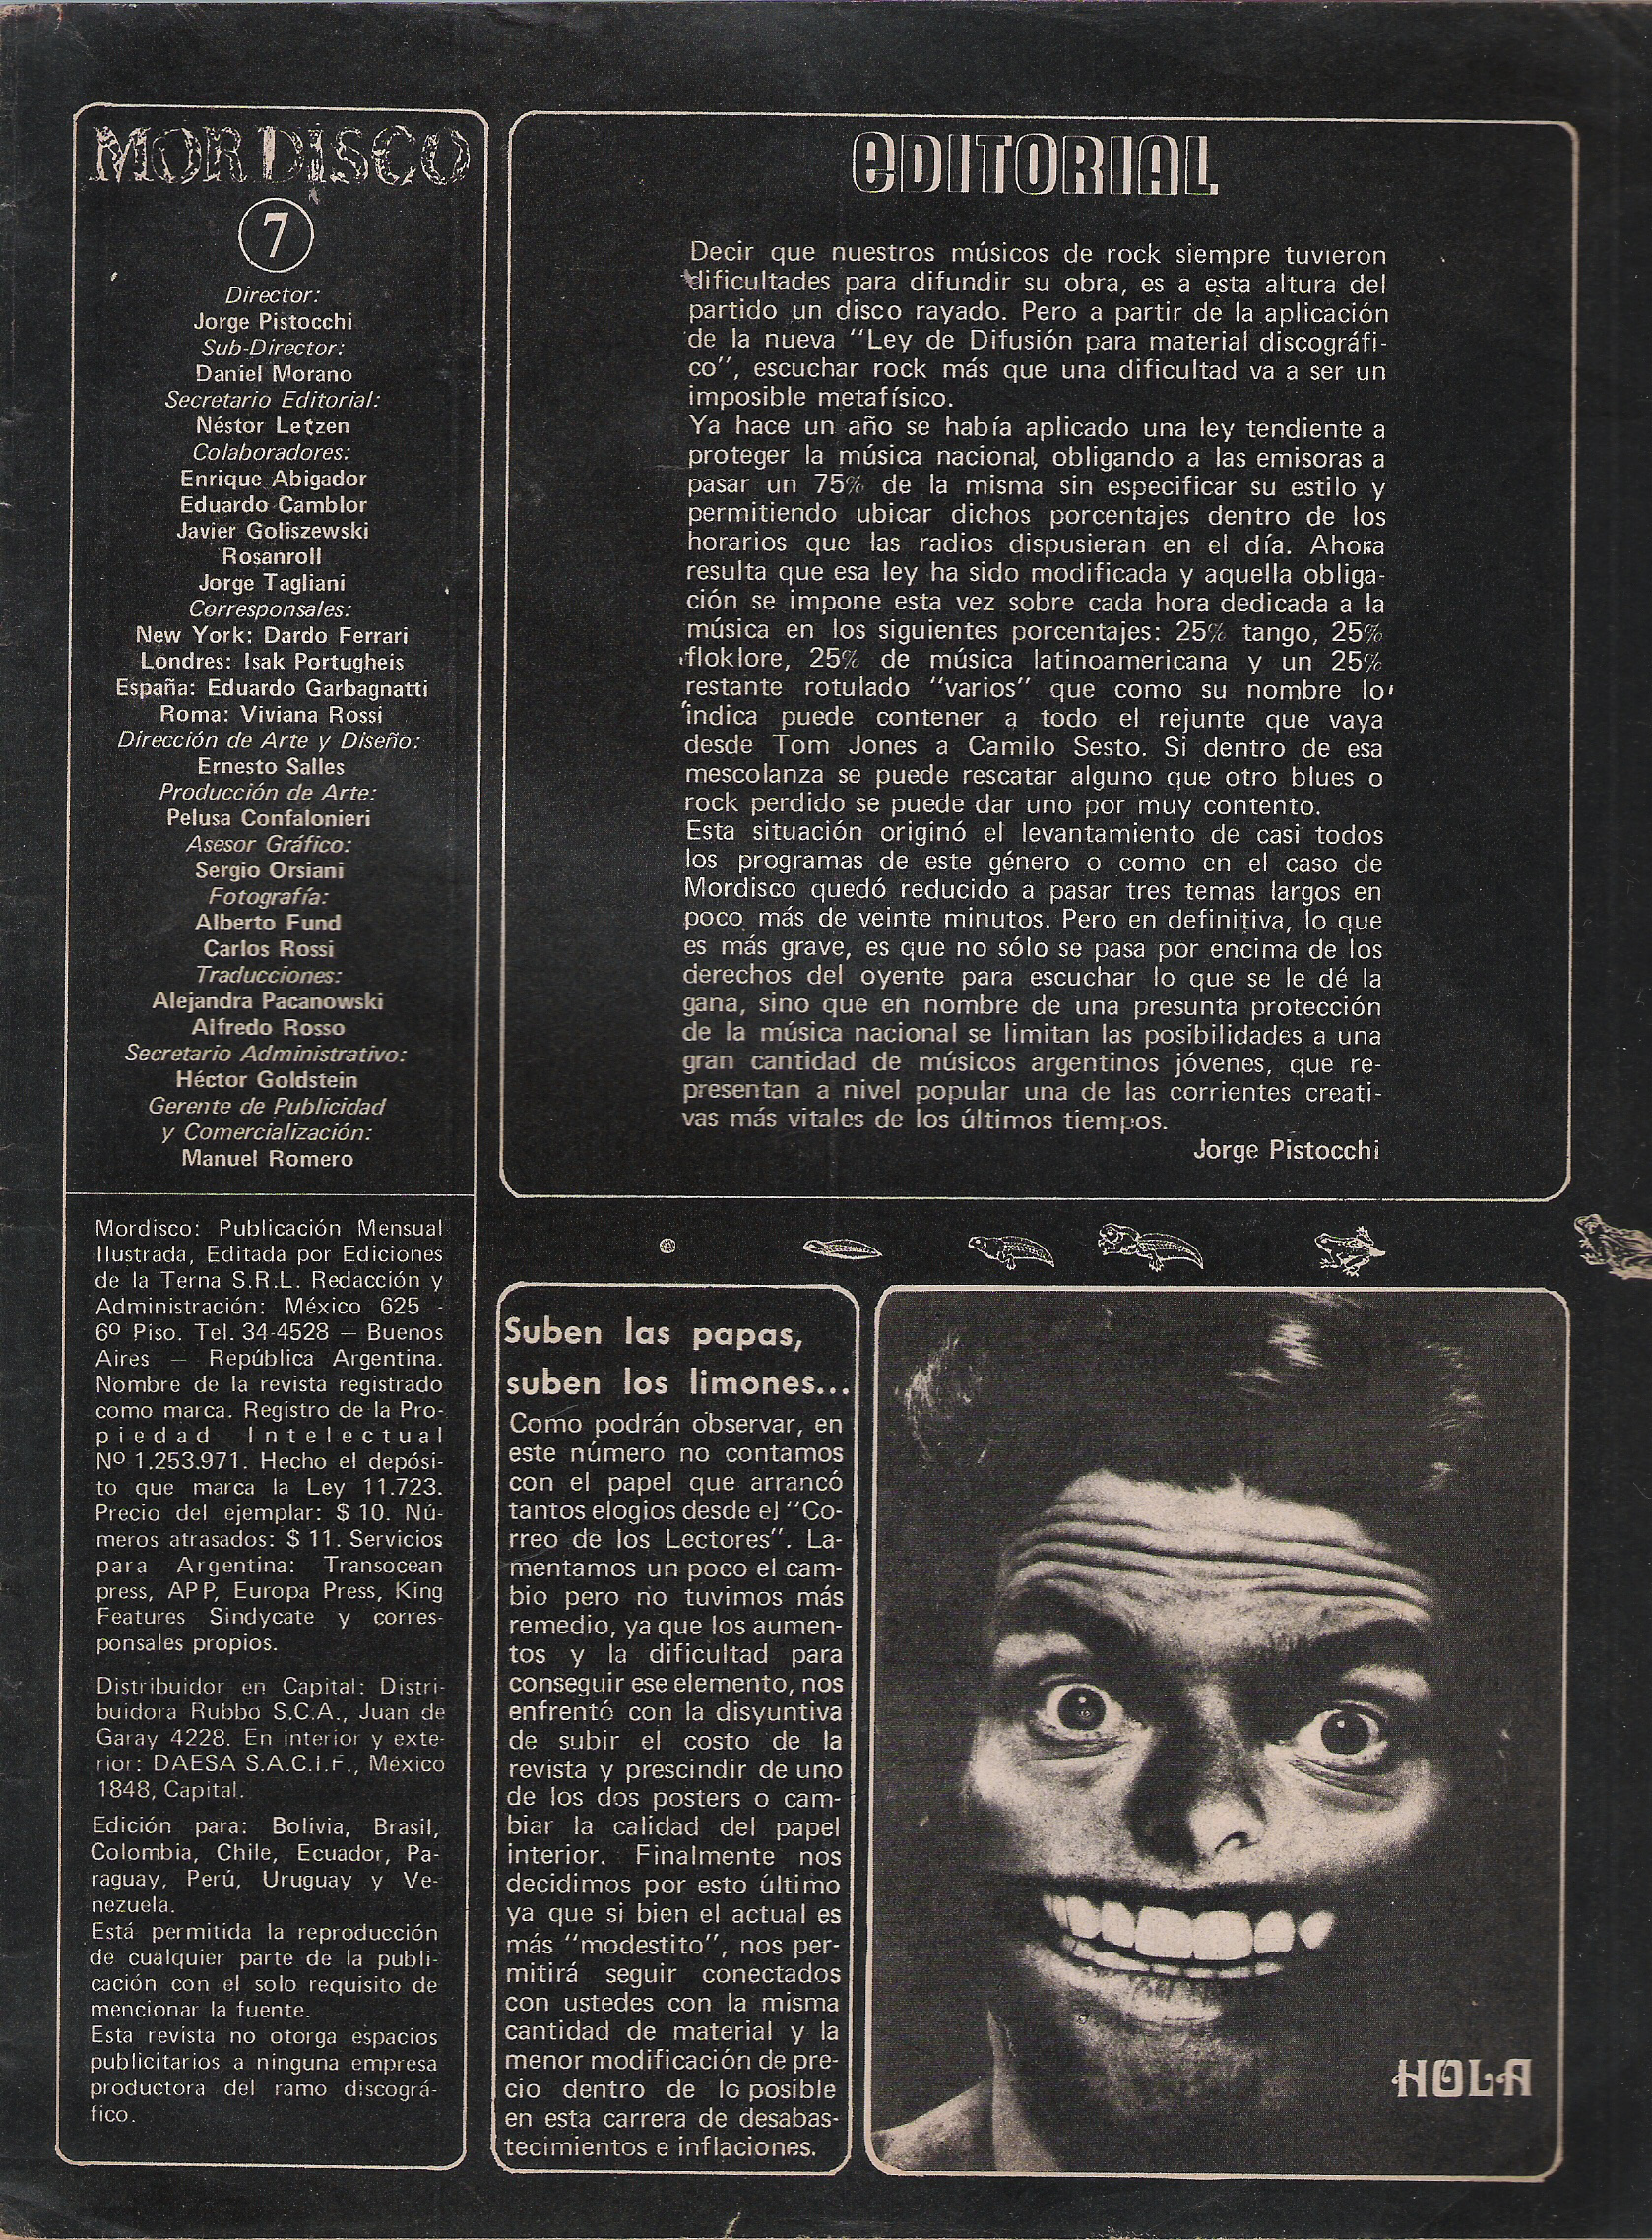 MORDISCO
7
Director:
Jorge Pistocchi
Sub-Director:
Daniel Morano
Secretario Editorial:
Néstor Letzen
Colaboradores:
Enrique Abigador
Eduardo Camblor
Javier Goliszewski
Rosanroll
Jorge Tagliani
Corresponsales:
New York: Dardo Ferrari
Londres: Isak Portugheis
España: Eduardo Garbagnatti
Roma: Viviana Rossi
Dirección de Arte y Diseño:
Ernesto Salles
Producción de Arte:
Pelusa Confalonieri
Asesor Gráfico:
Sergio Orsiani
Fotografía:
Alberto Fund
Carlos Rossi
Traducciones:
Alejandra Pacanowski
Alfredo Rosso
Secretario Administrativo:
Héctor Goldstein
Gerente de Publicidad
y Comercialización:
Manuel Romero
Mordisco: Publicación Mensual
Ilustrada, Editada por Ediciones
de la Terna S.R.L. Redacción y
Administración: México 625 -
6º Piso. Tel. 34-4528 – Buenos
Aires – República Argentina.
Nombre de la revista registrado
como marca. Registro de la Pro-
piedad Intelectual
Nº 1.253.971. Hecho el depósi-
to que marca la Ley 11.723.
Precio del ejemplar: $ 10. Nú-
meros atrasados: $ 11. Servicios
para Argentina: Transocean
press, APP, Europa Press, King
Features Sindycate y corres-
ponsales propios.
Distribuidor en Capital: Distri-
buidora Rubbo S.C.A., Juan de
Garay 4228. En interior y exte-
rior: DAESA S.A.C.I.F., México
1848, Capital.
Edición para: Bolivia, Brasil,
Colombia, Chile, Ecuador, Pa-
raguay, Perú, Uruguay y Ve-
nezuela.
Está permitida la reproducción
de cualquier parte de la publi-
cación con el solo requisito de
mencionar la fuente.
Esta revista no otorga espacios
publicitarios a ninguna empresa
productora del ramo discográ-
fico.
EDITORIAL
Decir que nuestros músicos de rock siempre tuvieron
dificultades para difundir su obra, es a esta altura del
partido un disco rayado. Pero a partir de la aplicación
de la nueva "Ley de Difusión para material discográfi-
co", escuchar rock más que una dificultad va a ser un
imposible metafísico.
Ya hace un año se había aplicado una ley tendiente a
proteger la música nacional, obligando a las emisoras a
pasar un 75% de la misma sin especificar su estilo y
permitiendo ubicar dichos porcentajes dentro de los
horarios que las radios dispusieran en el día. Ahora
resulta que esa ley ha sido modificada y aquella obliga-
ción se impone esta vez sobre cada hora dedicada a la
música en los siguientes porcentajes: 25% tango, 25%
floklore, 25% de música latinoamericana y un 25%
restante rotulado "varios" que como su nombre lo
indica puede contener a todo el rejunte que vaya
desde Tom Jones a Camilo Sesto. Si dentro de esa
mescolanza se puede rescatar alguno que otro blues o
rock perdido se puede dar uno por muy contento.
Esta situación originó el levantamiento de casi todos
los programas de este género o como en el caso de
Mordisco quedó reducido a pasar tres temas largos en
poco más de veinte minutos. Pero en definitiva, lo que
es más grave, es que no sólo se pasa por encima de los
derechos del oyente para escuchar lo que se le dé la
gana, sino que en nombre de una presunta protección
de la música nacional se limitan las posibilidades a una
gran cantidad de músicos argentinos jóvenes, que re-
presentan a nivel popular una de las corrientes creati-
vas más vitales de los últimos tiempos.
Jorge Pistocchi
Suben las papas,
suben los limones...
Como podrán observar, en
este número no contamos
con el papel que arrancó
tantos elogios desde el "Co-
rreo de los Lectores". La-
mentamos un poco el cam-
bio pero no tuvimos más
remedio, ya que los aumen-
tos y la dificultad para
conseguir ese elemento, nos
enfrentó con la disyuntiva
de subir el costo de la
revista y prescindir de uno
de los dos posters o cam-
biar la calidad del papel
interior. Finalmente nos
decidimos por esto último
ya que si bien el actual es
más "modestito", nos per-
mitirá seguir conectados
con ustedes con la misma
cantidad de material y la
menor modificación de pre-
cio dentro de lo posible
en esta carrera de desabas-
tecimientos e inflaciones.
HOLA